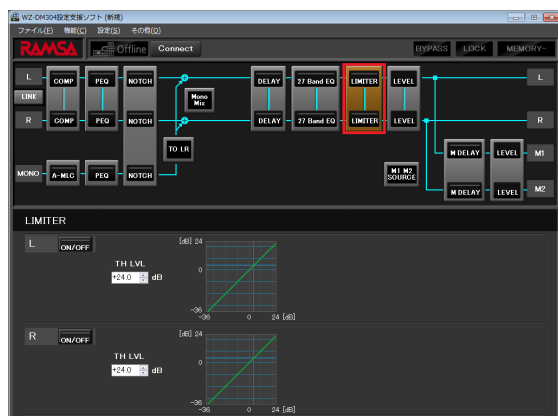 WZ-DM304設定支援ソフト (新規)
ファイル(F) 機能(C) 設定(S) その他(O)
RAMSA Offline Connect BYPASS LOCK MEMORY-
L COMP PEQ NOTCH DELAY 27 Band EQ LIMITER LEVEL L
LINK Mono Mix
R COMP PEQ NOTCH DELAY 27 Band EQ LIMITER LEVEL R
TO LR M DELAY LEVEL M1
MONO A-MLC PEQ NOTCH M1 M2 SOURCE M DELAY LEVEL M2
LIMITER
L ON/OFF [dB] 24
TH LVL 0
+24.0 dB
-36
-36 0 24 [dB]
R ON/OFF [dB] 24
TH LVL 0
+24.0 dB
-36
-36 0 24 [dB]